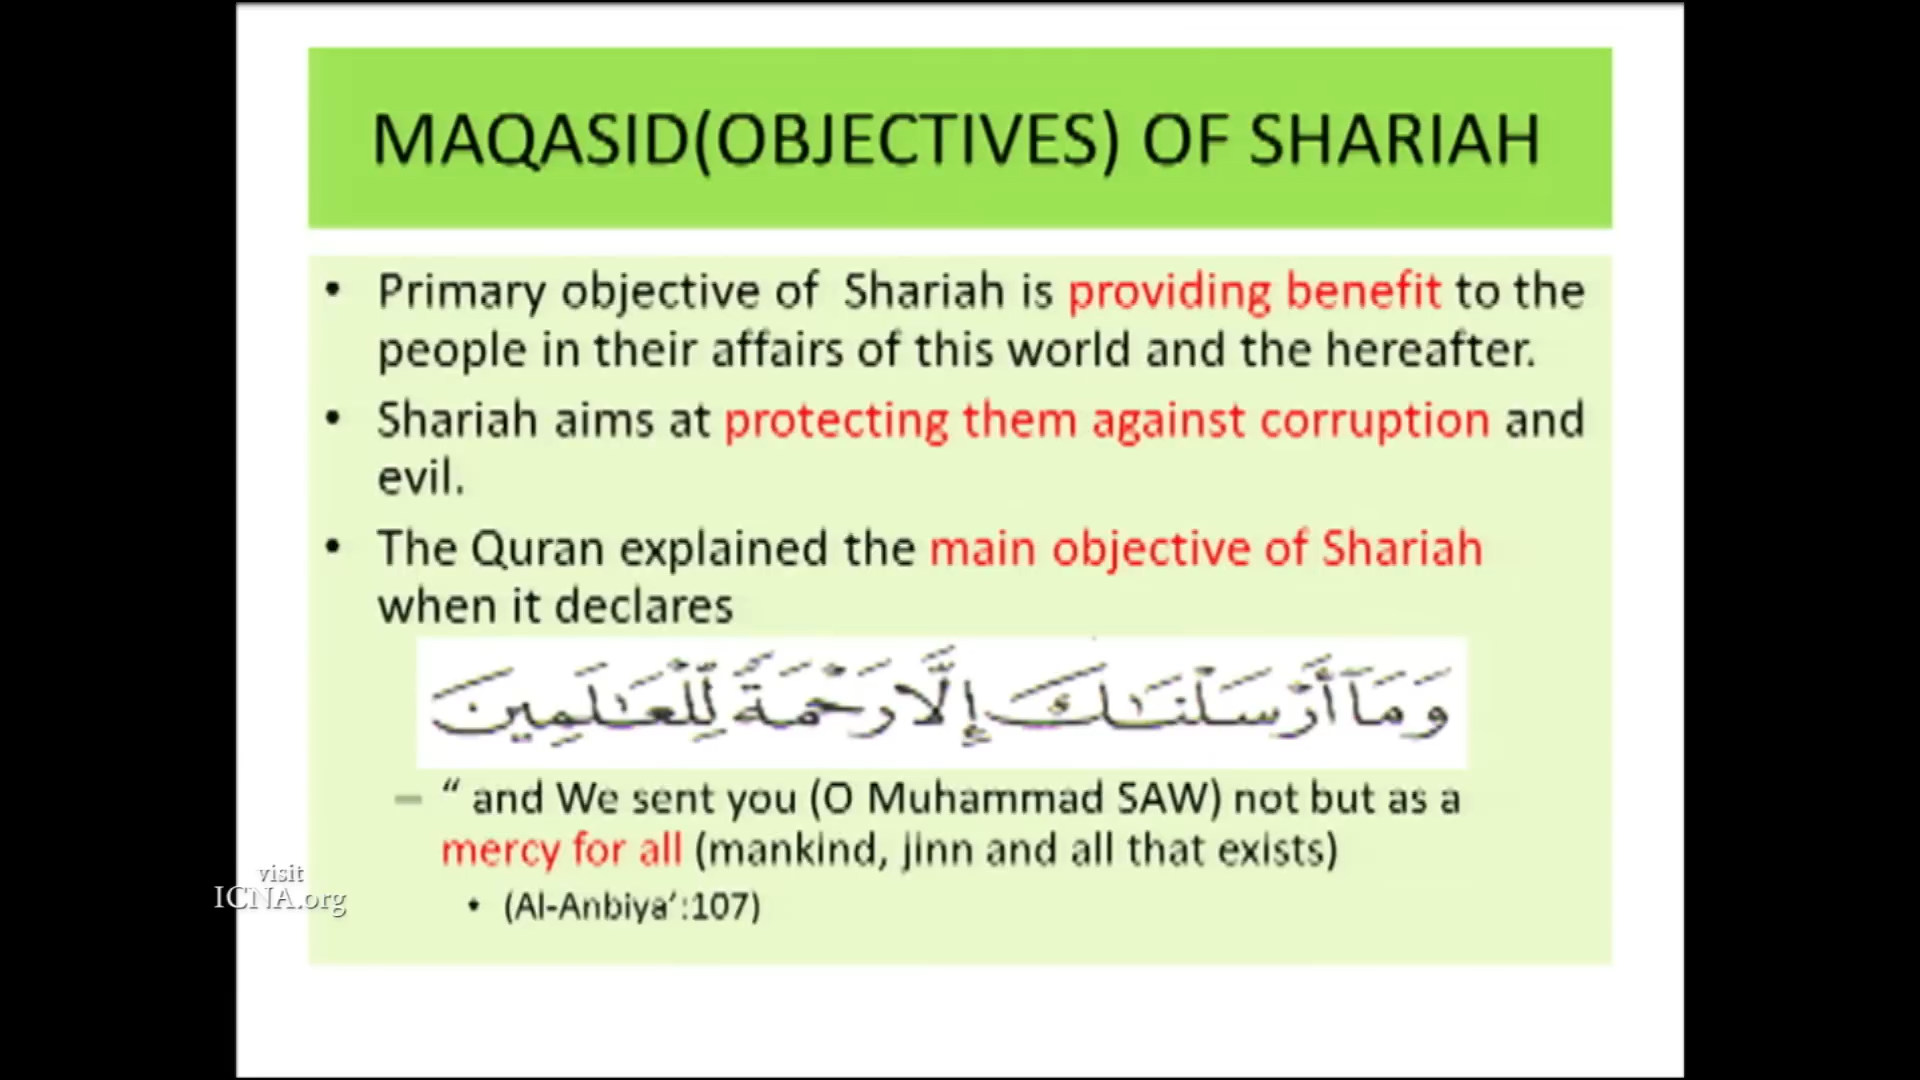 MAQASID(OBJECTIVES) OF SHARIAH
• Primary objective of Shariah is providing benefit to the
people in their affairs of this world and the hereafter.
• Shariah aims at protecting them against corruption and
evil.
• The Quran explained the main objective of Shariah
when it declares
وَمَآ أَرْسَلْنَٰكَ إِلَّا رَحْمَةً لِّلْعَٰلَمِينَ
– “ and We sent you (O Muhammad SAW) not but as a
mercy for all (mankind, jinn and all that exists)
• (Al-Anbiya’:107)
visit
ICNA.org